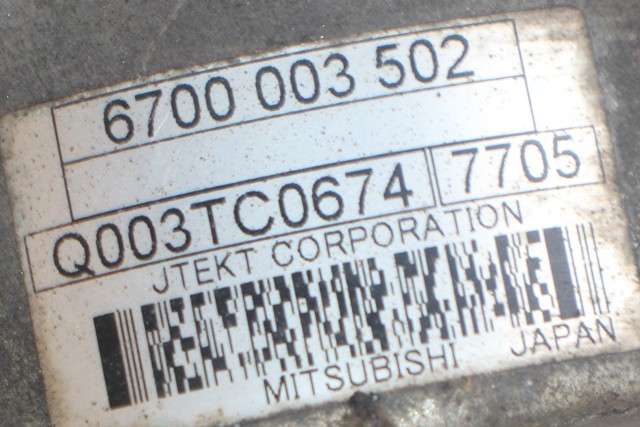 6700 003 502
Q003TC0674 7705
JTEKT CORPORATION
MITSUBISHI JAPAN